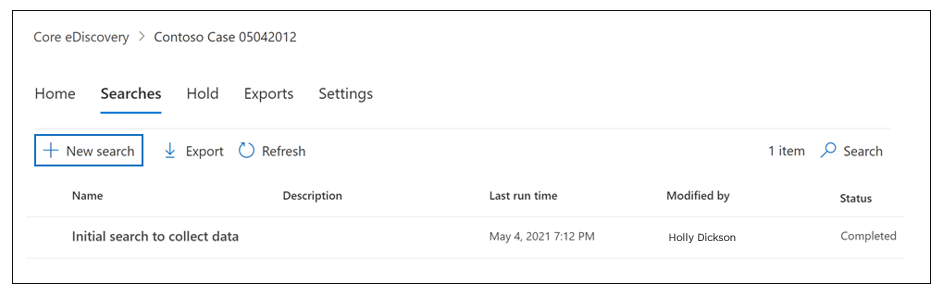 Core eDiscovery > Contoso Case 05042012
Home Searches Hold Exports Settings
+ New search Export Refresh 1 item Search
Name Description Last run time Modified by Status
Initial search to collect data May 4, 2021 7:12 PM Holly Dickson Completed